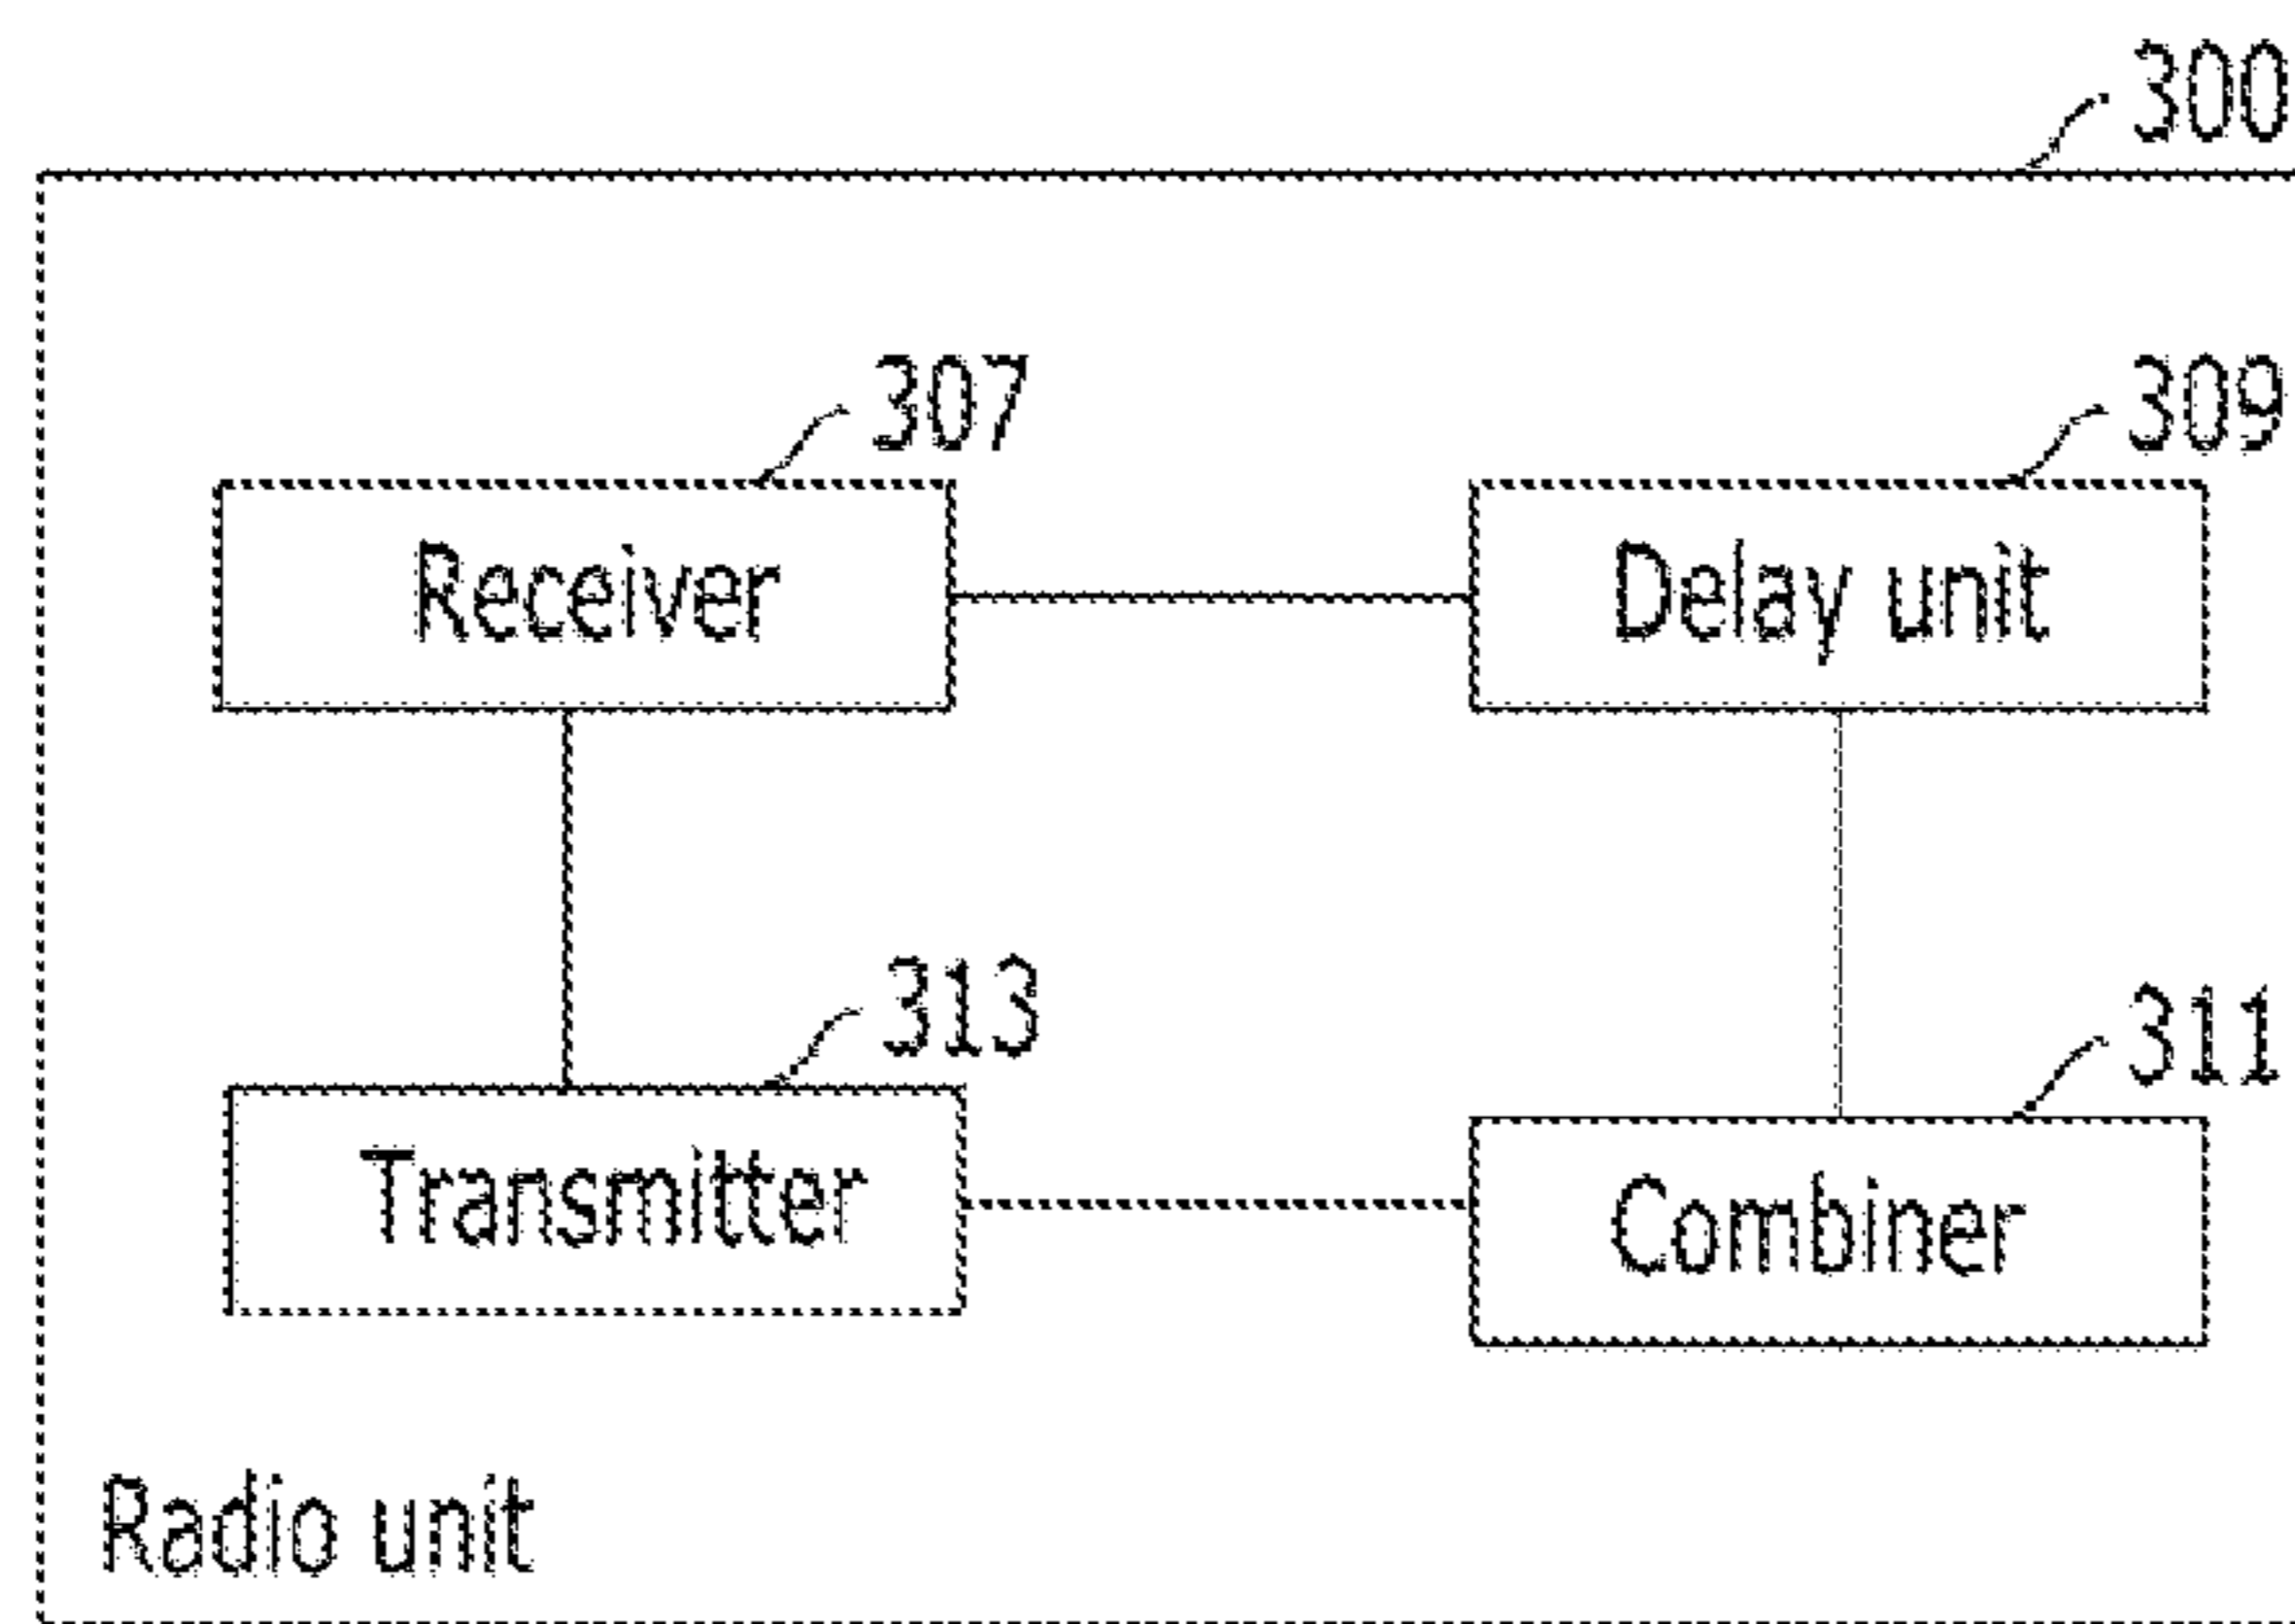 300
307
309
Receiver
Delay unit
313
311
Transmitter
Combiner
Radio unit